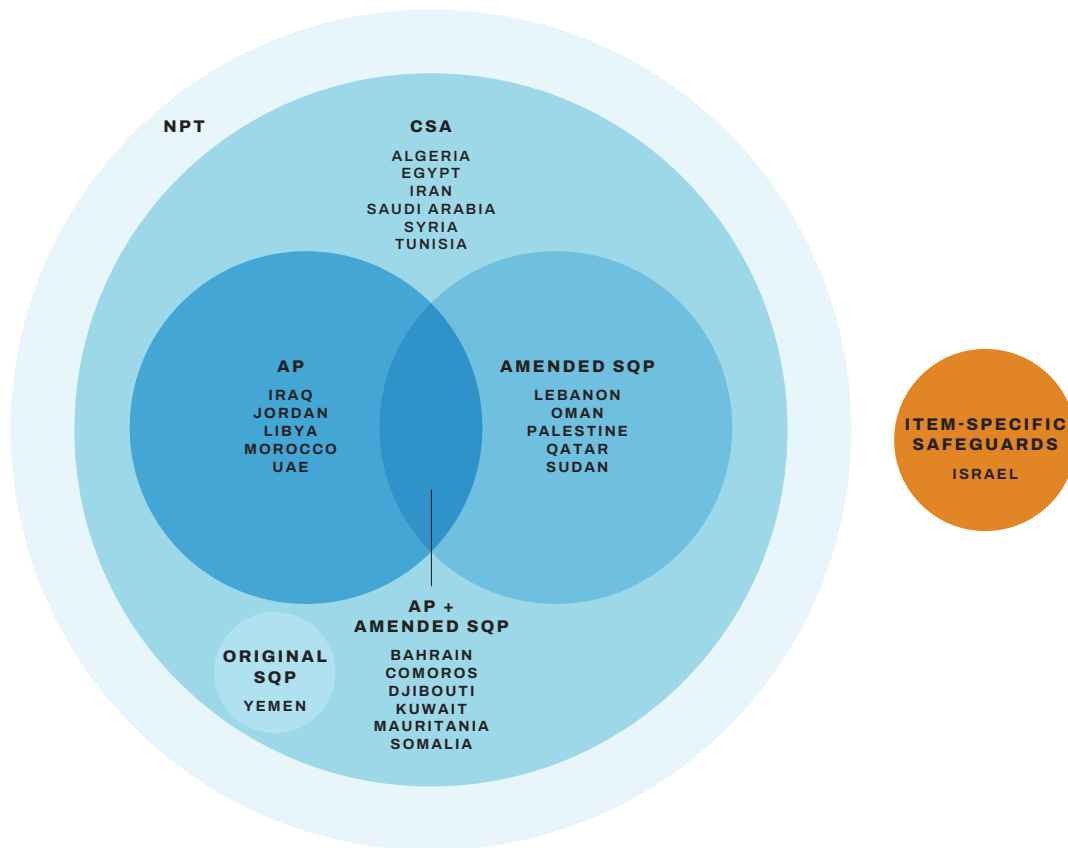 NPT
CSA
ALGERIA
EGYPT
IRAN
SAUDI ARABIA
SYRIA
TUNISIA
AP
IRAQ
JORDAN
LIBYA
MOROCCO
UAE
AMENDED SQP
LEBANON
OMAN
PALESTINE
QATAR
SUDAN
ITEM-SPECIFIC
SAFEGUARDS
ISRAEL
AP +
AMENDED SQP
BAHRAIN
COMOROS
DJIBOUTI
KUWAIT
MAURITANIA
SOMALIA
ORIGINAL
SQP
YEMEN